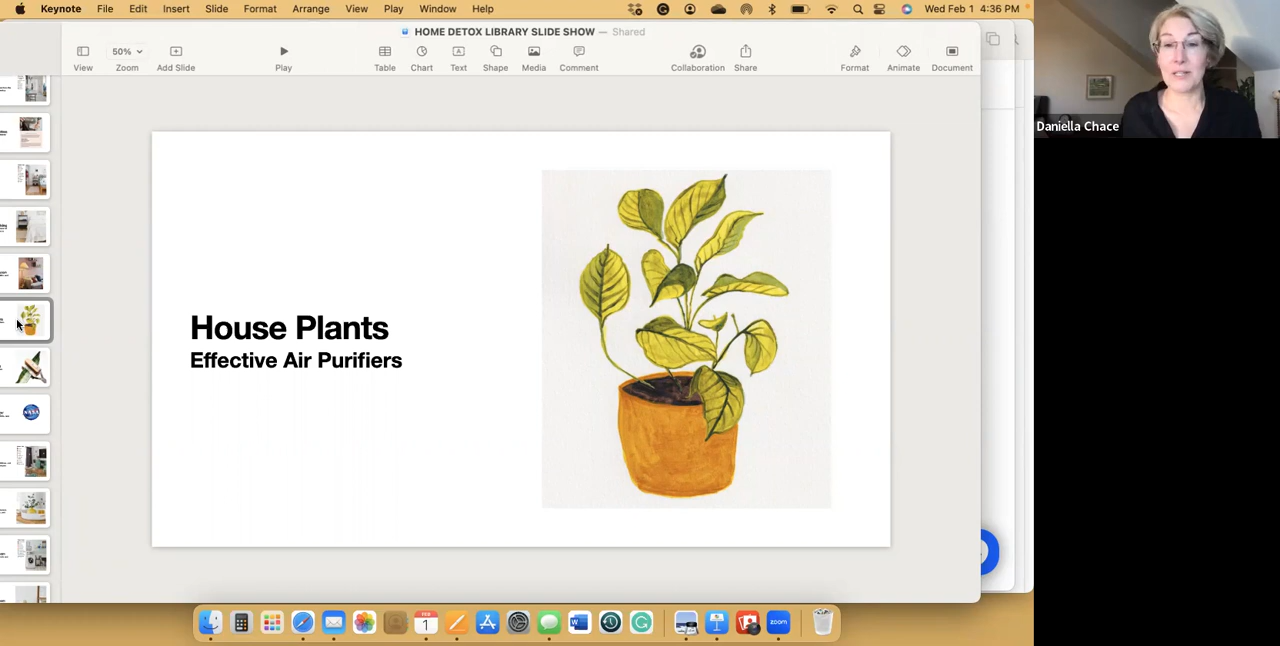 Keynote File Edit Insert Slide Format Arrange View Play Window Help Wed Feb 1 4:36 PM
HOME DETOX LIBRARY SLIDE SHOW — Shared
50%
View Zoom Add Slide Play Table Chart Text Shape Media Comment Collaboration Share Format Animate Document
Daniella Chace
House Plants
Effective Air Purifiers
NASA
FEB
1
zoom